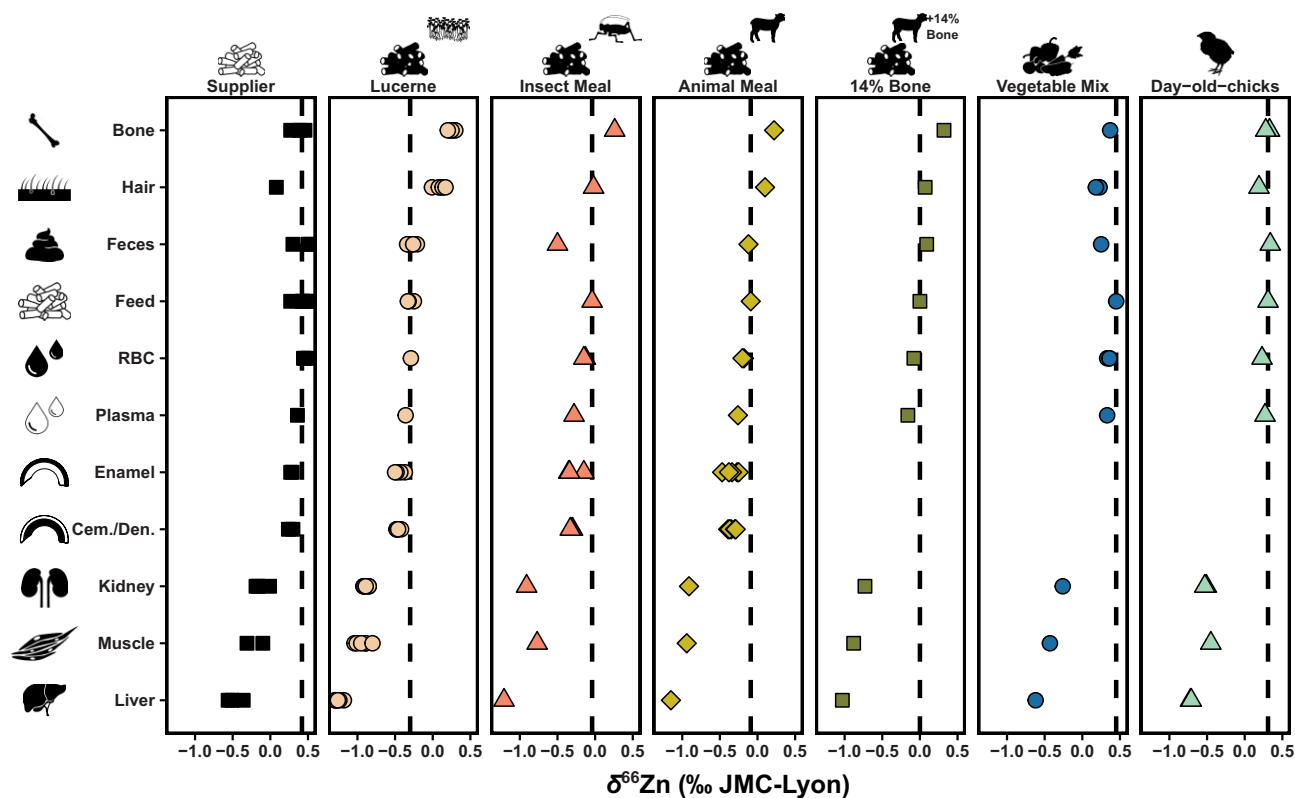 +14%
Bone
Supplier Lucerne Insect Meal Animal Meal 14% Bone Vegetable Mix Day−old−chicks
Bone
Hair
Feces
Feed
RBC
Plasma
Enamel
Cem./Den.
Kidney
Muscle
Liver
−1.0 −0.5 0.0 0.5 −1.0 −0.5 0.0 0.5 −1.0 −0.5 0.0 0.5 −1.0 −0.5 0.0 0.5 −1.0 −0.5 0.0 0.5 −1.0 −0.5 0.0 0.5 −1.0 −0.5 0.0 0.5
δ⁶⁶Zn (‰ JMC-Lyon)